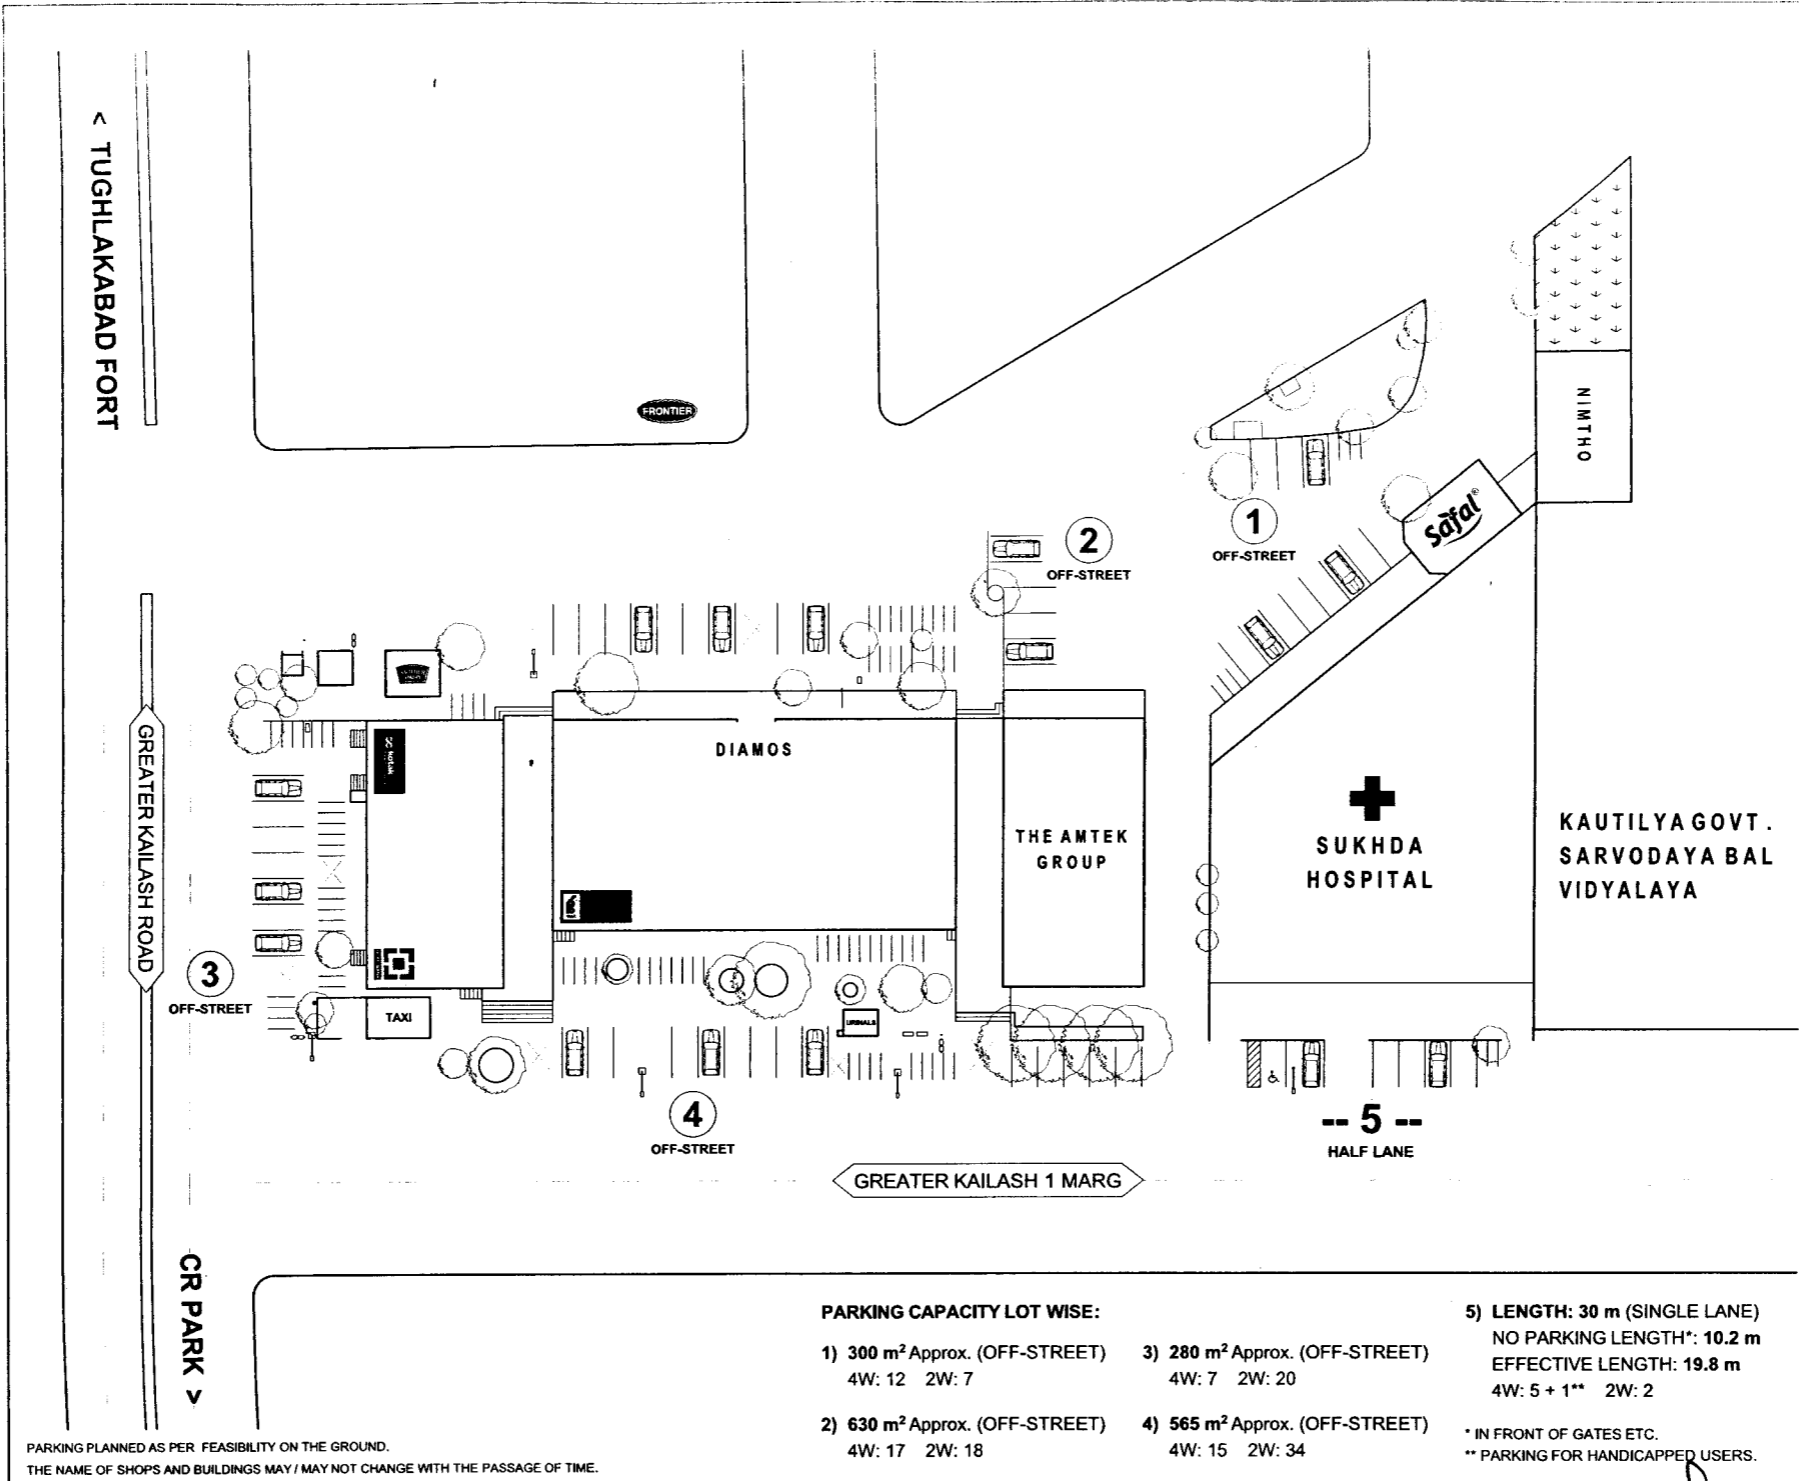 < TUGHLAKABAD FORT
FRONTIER
NIMTHO
Safal
1
OFF-STREET
2
OFF-STREET
GREATER KAILASH ROAD
kotak
DIAMOS
THE AMTEK
GROUP
SUKHDA
HOSPITAL
KAUTILYA GOVT.
SARVODAYA BAL
VIDYALAYA
3
OFF-STREET
TAXI
URINALS
4
OFF-STREET
-- 5 --
HALF LANE
GREATER KAILASH 1 MARG
CR PARK >
PARKING CAPACITY LOT WISE:
1) 300 m² Approx. (OFF-STREET)
4W: 12 2W: 7
2) 630 m² Approx. (OFF-STREET)
4W: 17 2W: 18
3) 280 m² Approx. (OFF-STREET)
4W: 7 2W: 20
4) 565 m² Approx. (OFF-STREET)
4W: 15 2W: 34
5) LENGTH: 30 m (SINGLE LANE)
NO PARKING LENGTH*: 10.2 m
EFFECTIVE LENGTH: 19.8 m
4W: 5 + 1** 2W: 2
* IN FRONT OF GATES ETC.
** PARKING FOR HANDICAPPED USERS.
PARKING PLANNED AS PER FEASIBILITY ON THE GROUND.
THE NAME OF SHOPS AND BUILDINGS MAY / MAY NOT CHANGE WITH THE PASSAGE OF TIME.